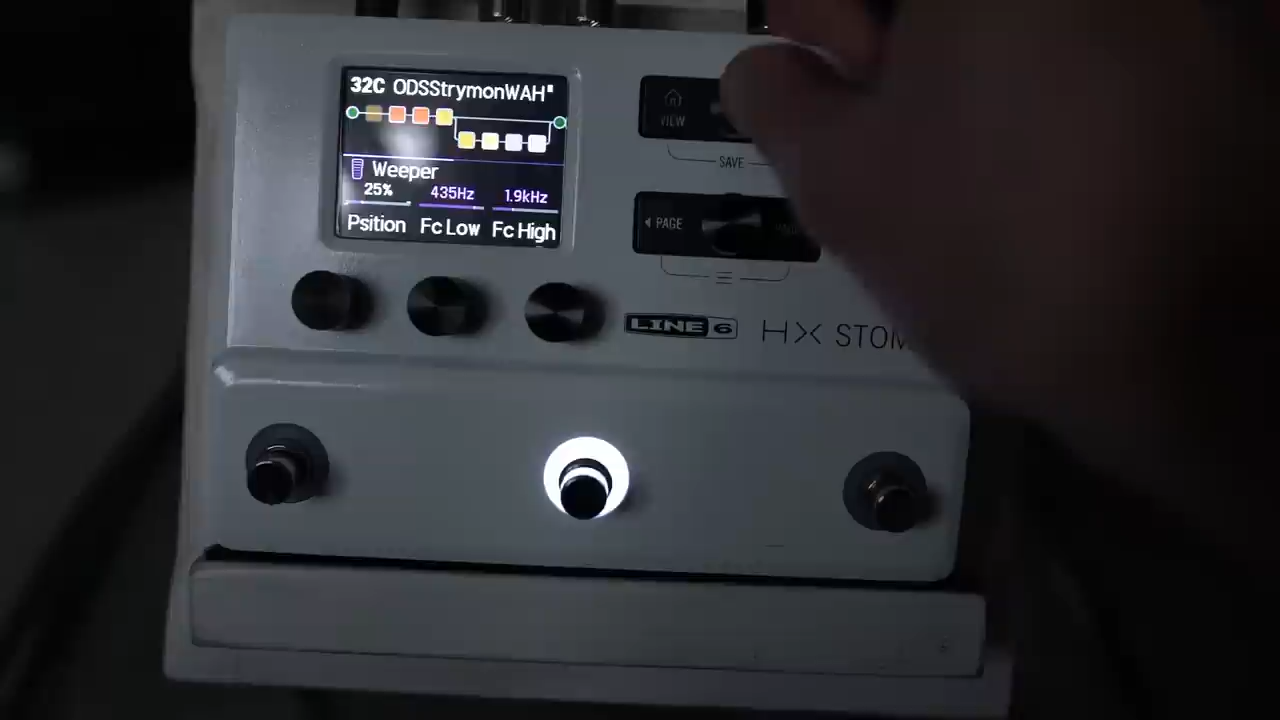 32C ODSStrymonWAH
Weeper
25% 435Hz 1.9kHz
Psition Fc Low Fc High
VIEW
SAVE
PAGE
LINE 6 HX STOM